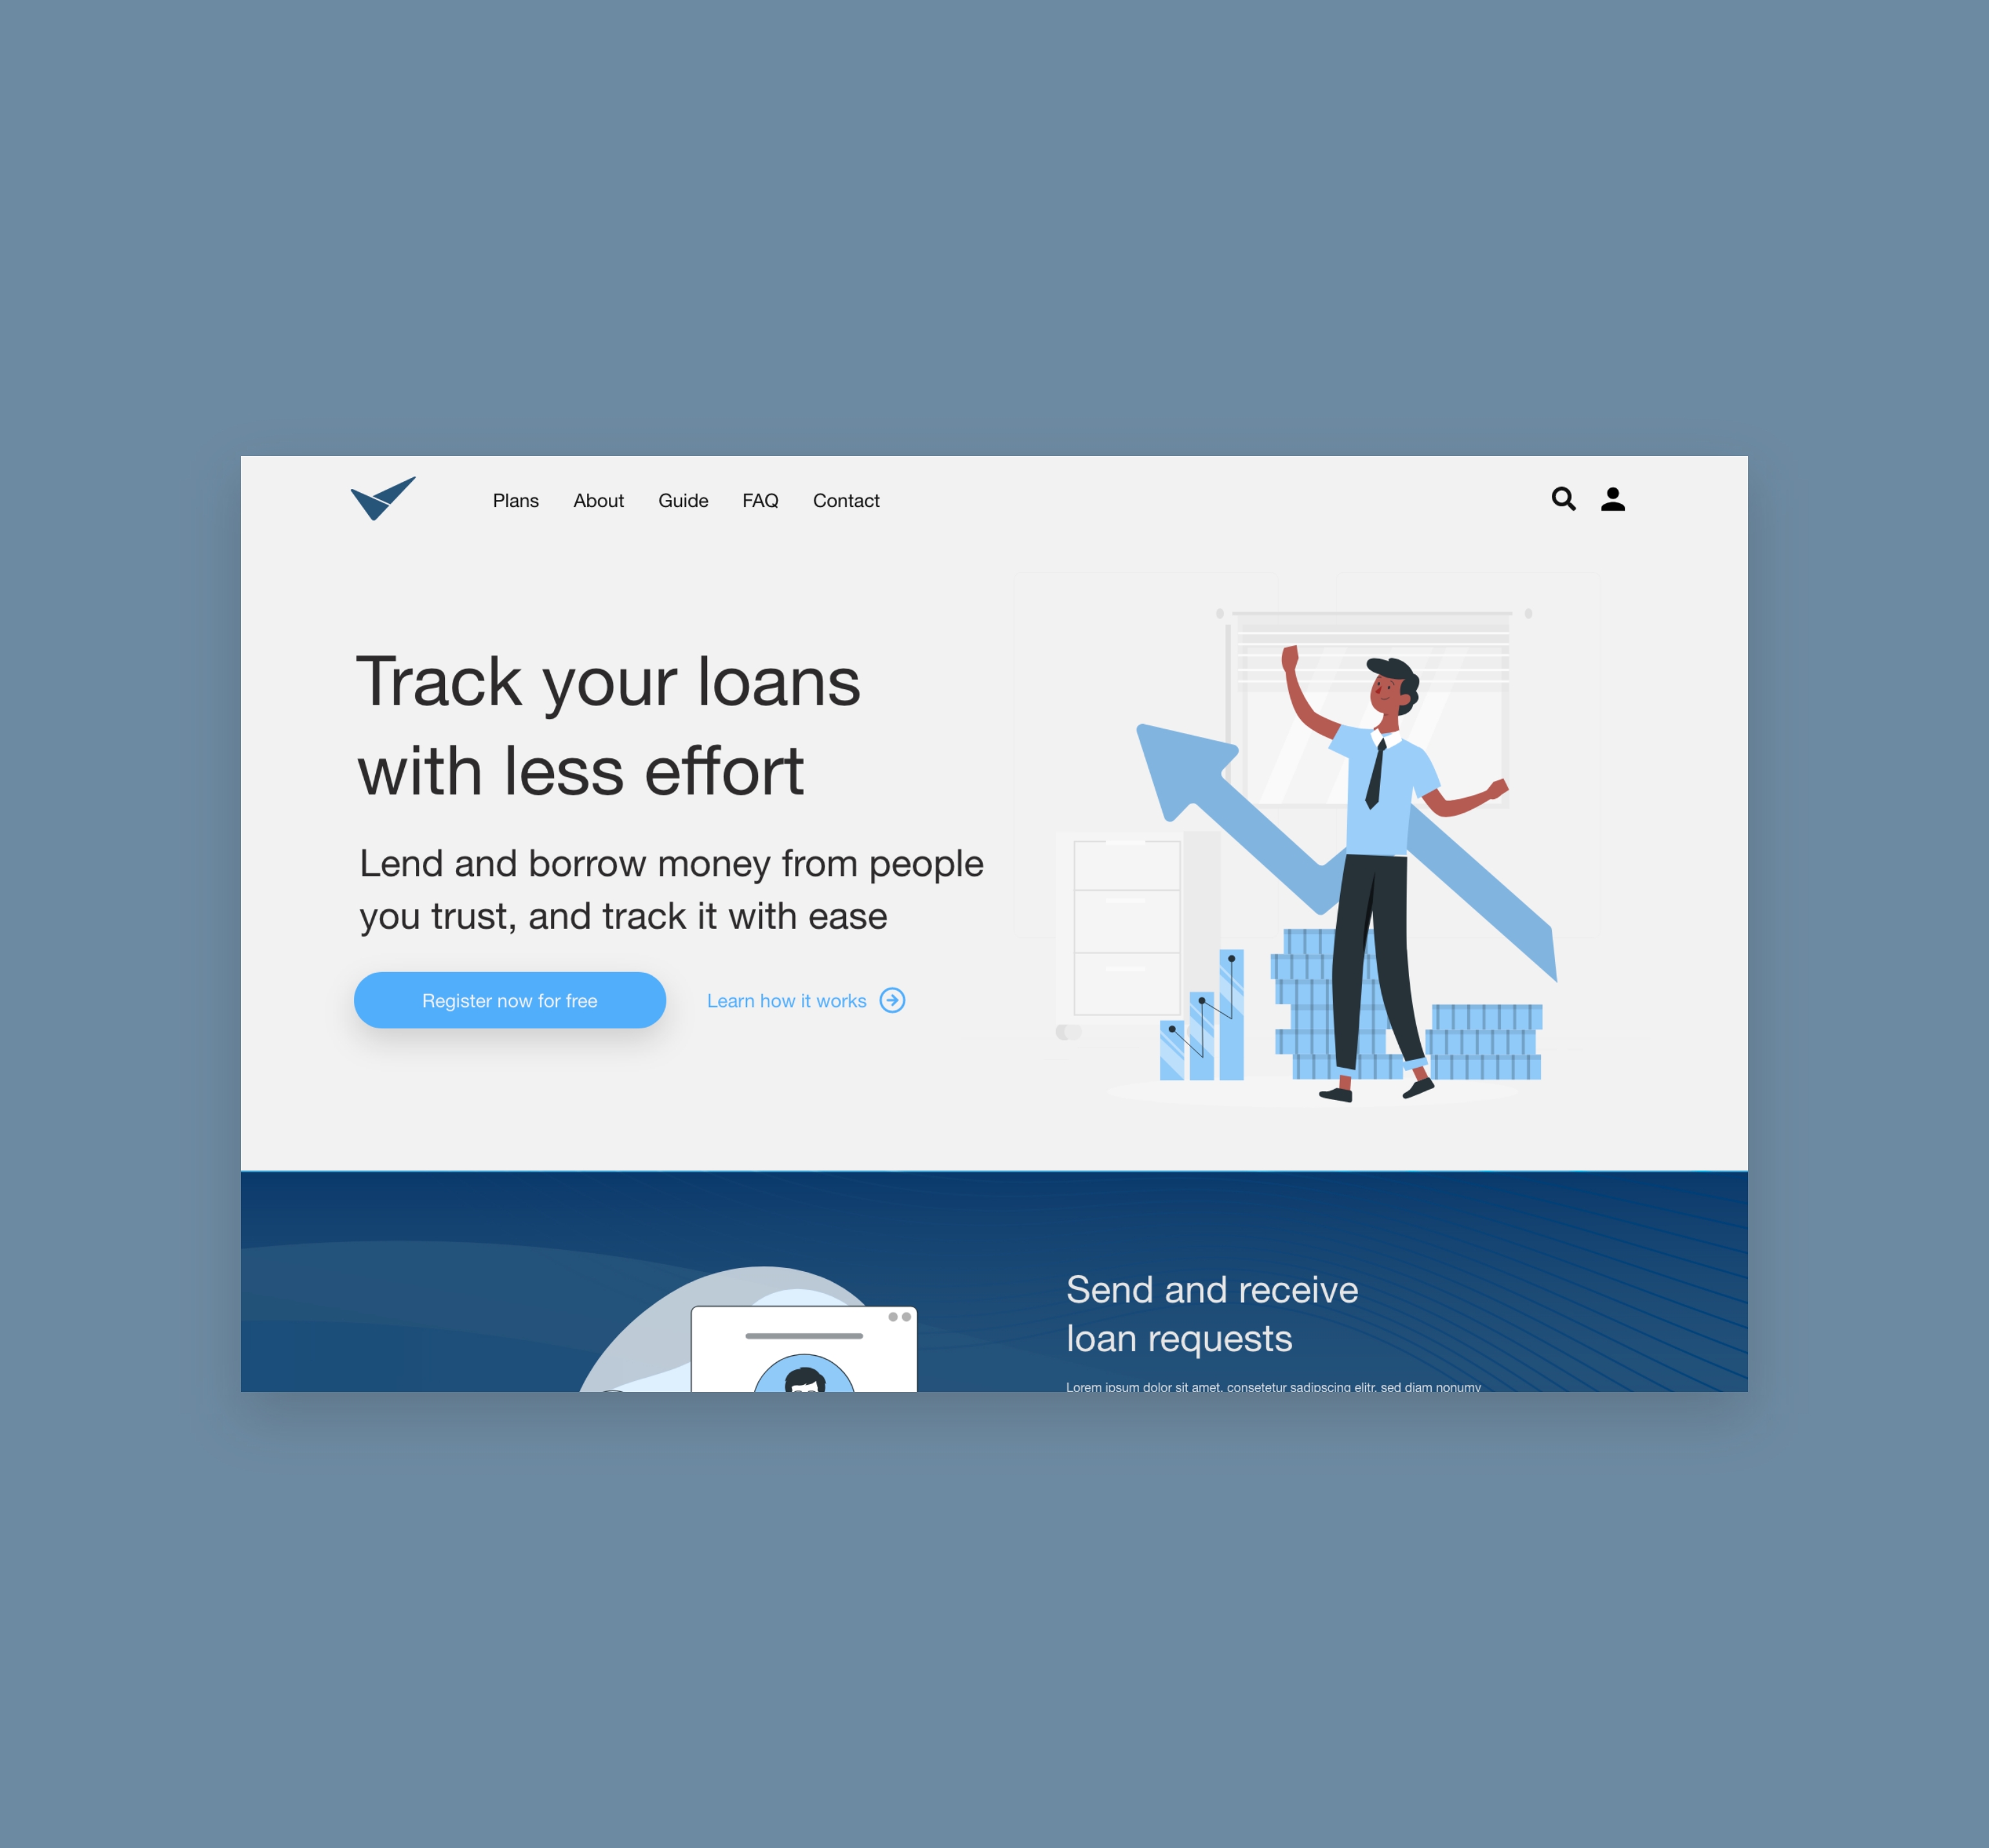 Plans About Guide FAQ Contact
Track your loans
with less effort
Lend and borrow money from people
you trust, and track it with ease
Register now for free
Learn how it works
Send and receive
loan requests
Lorem ipsum dolor sit amet, consetetur sadipscing elitr, sed diam nonumy